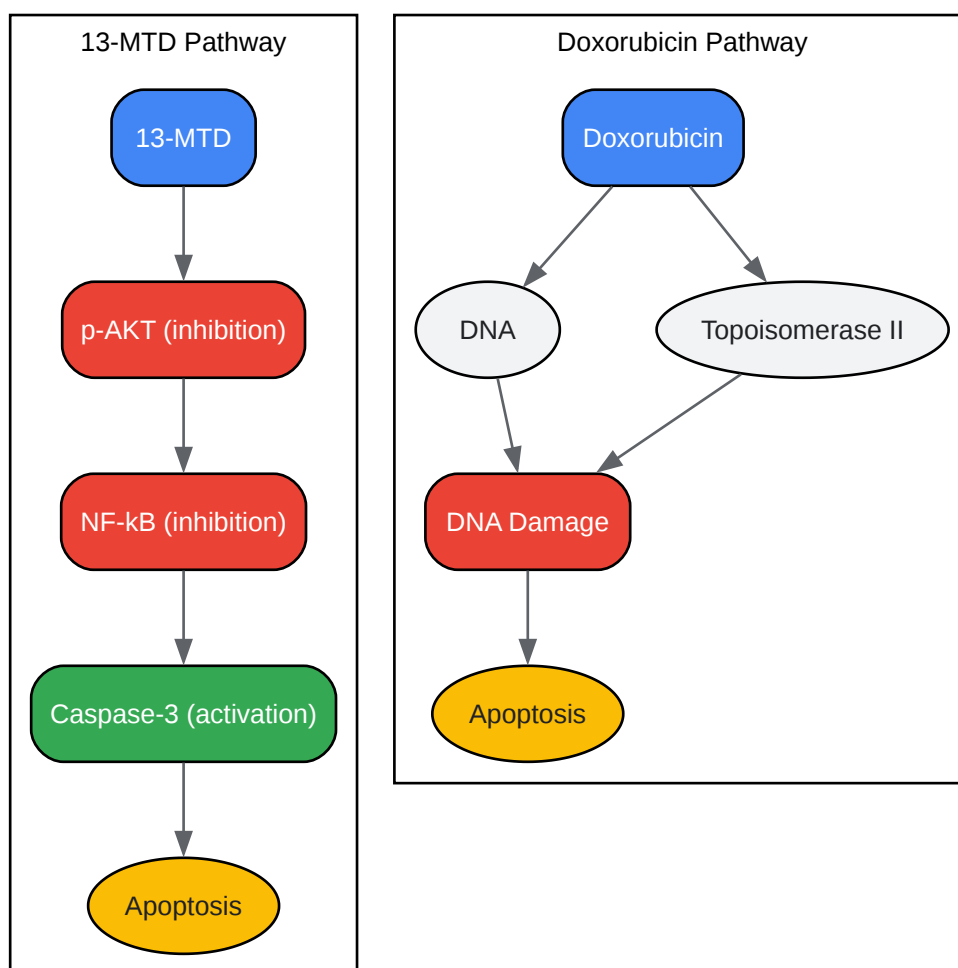 13-MTD Pathway
13-MTD
p-AKT (inhibition)
NF-kB (inhibition)
Caspase-3 (activation)
Apoptosis
Doxorubicin Pathway
Doxorubicin
DNA
Topoisomerase II
DNA Damage
Apoptosis